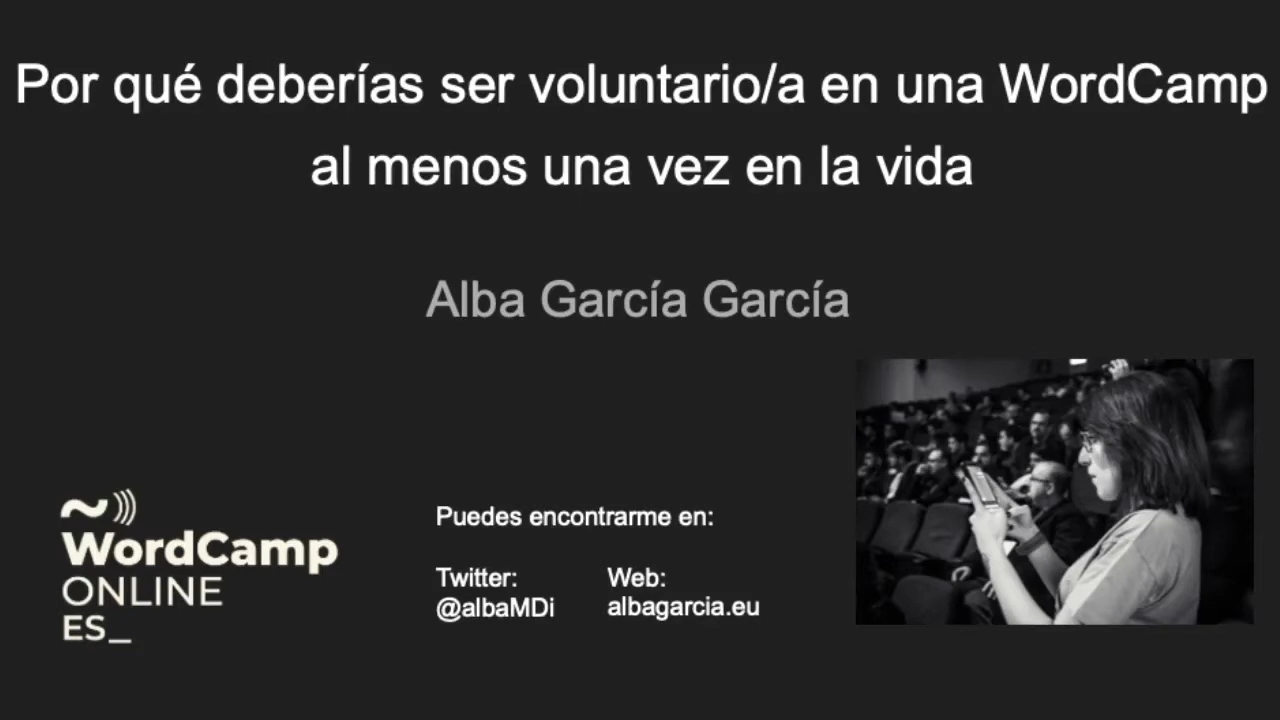 Por qué deberías ser voluntario/a en una WordCamp
al menos una vez en la vida
Alba García García
WordCamp
ONLINE
ES_
Puedes encontrarme en:
Twitter:
@albaMDi
Web:
albagarcia.eu